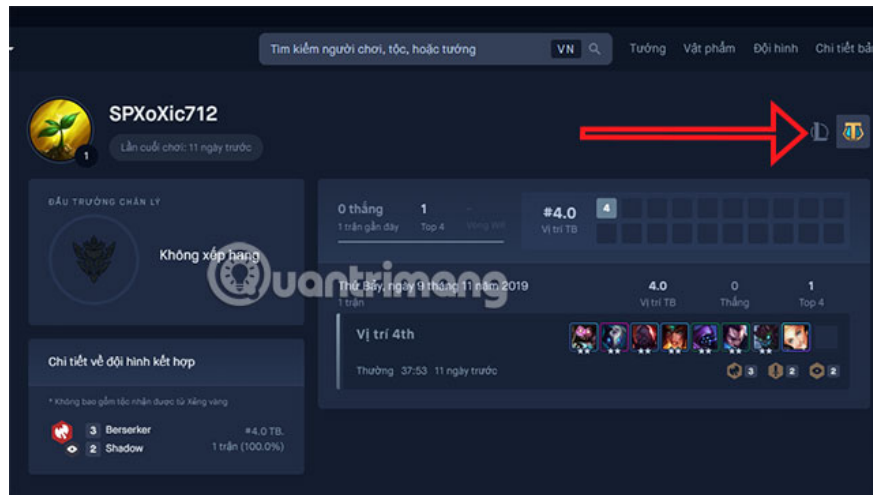 Tìm kiếm người chơi, tộc, hoặc tướng VN Tướng Vật phẩm Đội hình Chi tiết bả
SPXoXic712
Lần cuối chơi: 11 ngày trước
1
ĐẤU TRƯỜNG CHÂN LÝ
Không xếp hạng
0 thắng 1 -
1 trận gần đây Top 4 Vòng Will
#4.0 4
Vị trí TB
Quantrimang
Thứ Bảy, ngày 9 tháng 11 năm 2019 4.0 0 1
1 trận Vị trí TB Thắng Top 4
Vị trí 4th
Thường 37:53 11 ngày trước 3 2 2
Chi tiết về đội hình kết hợp
* Không bao gồm tộc nhận được từ Xẻng vàng
3 Berserker #4.0 TB.
2 Shadow 1 trận (100.0%)